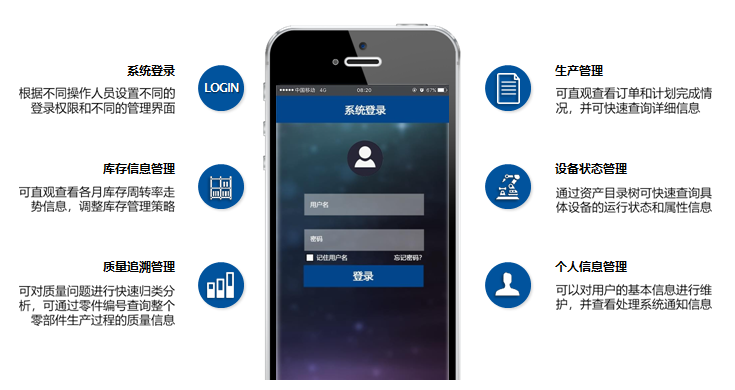 系统登录
根据不同操作人员设置不同的
登录权限和不同的管理界面
LOGIN
库存信息管理
可直观查看各月库存周转率走
势信息，调整库存管理策略
质量追溯管理
可对质量问题进行快速归类分
析，可通过零件编号查询整个
零部件生产过程的质量信息
中国移动 4G 08:20 67%
系统登录
用户名
密码
记住用户名 忘记密码?
登录
生产管理
可直观查看订单和计划完成情
况，并可快速查询详细信息
设备状态管理
通过资产目录树可快速查询具
体设备的运行状态和属性信息
个人信息管理
可以对用户的基本信息进行维
护，并查看处理系统通知信息